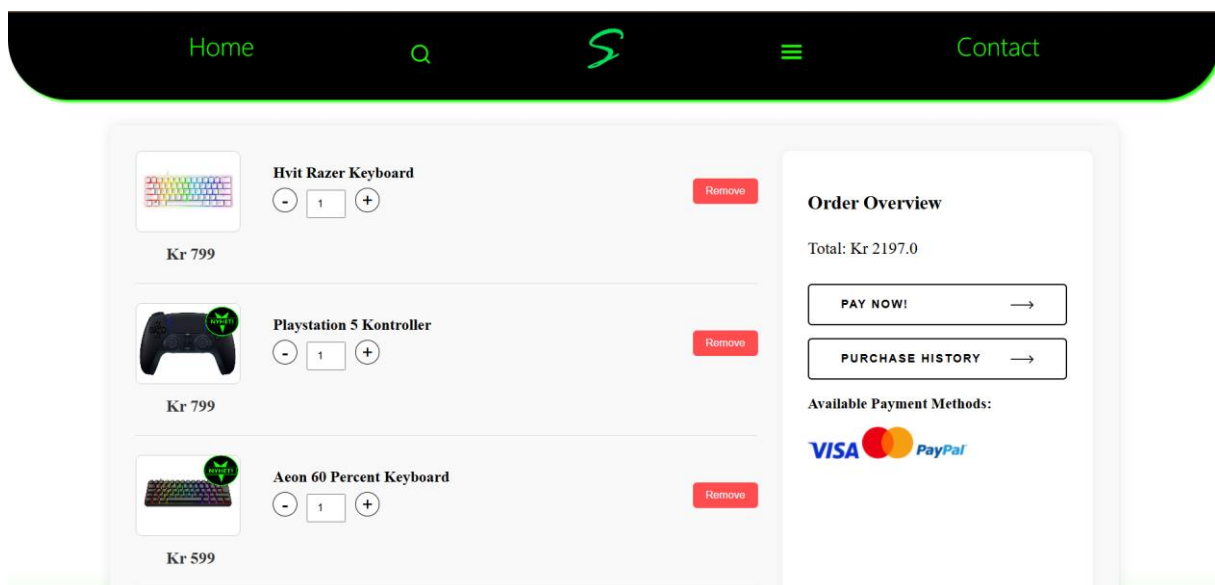 Home
S
Contact
Hvit Razer Keyboard
- 1 +
Remove
Kr 799
NYHET!
Playstation 5 Kontroller
- 1 +
Remove
Kr 799
NYHET!
Aeon 60 Percent Keyboard
- 1 +
Remove
Kr 599
Order Overview
Total: Kr 2197.0
PAY NOW!
PURCHASE HISTORY
Available Payment Methods:
VISA PayPal